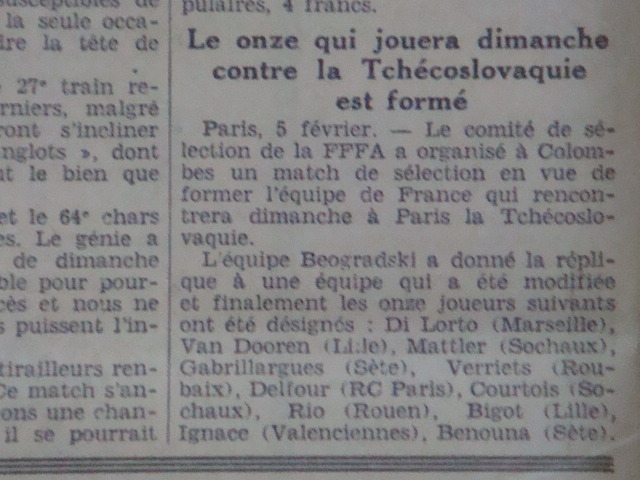 susceptibles de
la seule occa-
dire la tête de
27e train re-
erniers, malgré
ront s'incliner
nglots », dont
ut le bien que
et le 64e chars
es. Le génie a
de dimanche
ble pour pour-
cès et nous ne
s puissent l'in-
tirailleurs ren-
Ce match s'an-
ons une chan-
il se pourrait
pulaires, 4 francs.
Le onze qui jouera dimanche
contre la Tchécoslovaquie
est formé
Paris, 5 février. — Le comité de sé-
lection de la FFFA a organisé à Colom-
bes un match de sélection en vue de
former l'équipe de France qui rencon-
trera dimanche à Paris la Tchécoslo-
vaquie.
L'équipe Beogradski a donné la répli-
que à une équipe qui a été modifiée
et finalement les onze joueurs suivants
ont été désignés : Di Lorto (Marseille),
Van Dooren (Lille), Mattler (Sochaux),
Gabrillargues (Sète), Verriets (Rou-
baix), Delfour (RC Paris), Courtois (So-
chaux), Rio (Rouen), Bigot (Lille),
Ignace (Valenciennes), Benouna (Sète).